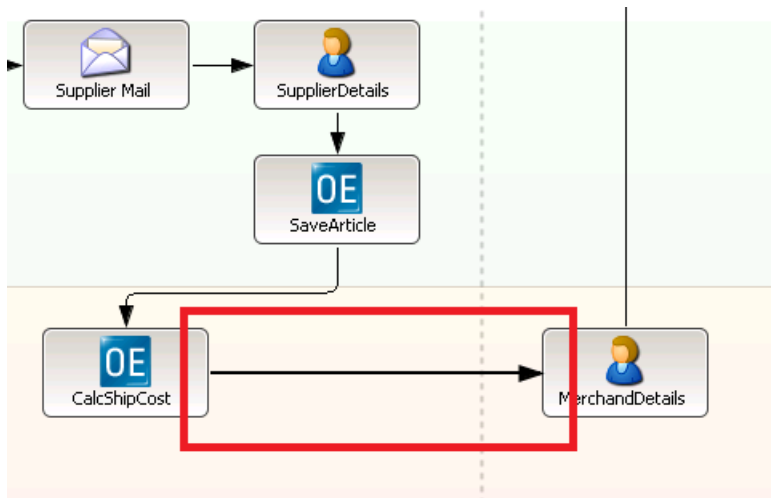 Supplier Mail
SupplierDetails
OE
SaveArticle
OE
CalcShipCost
MerchandDetails